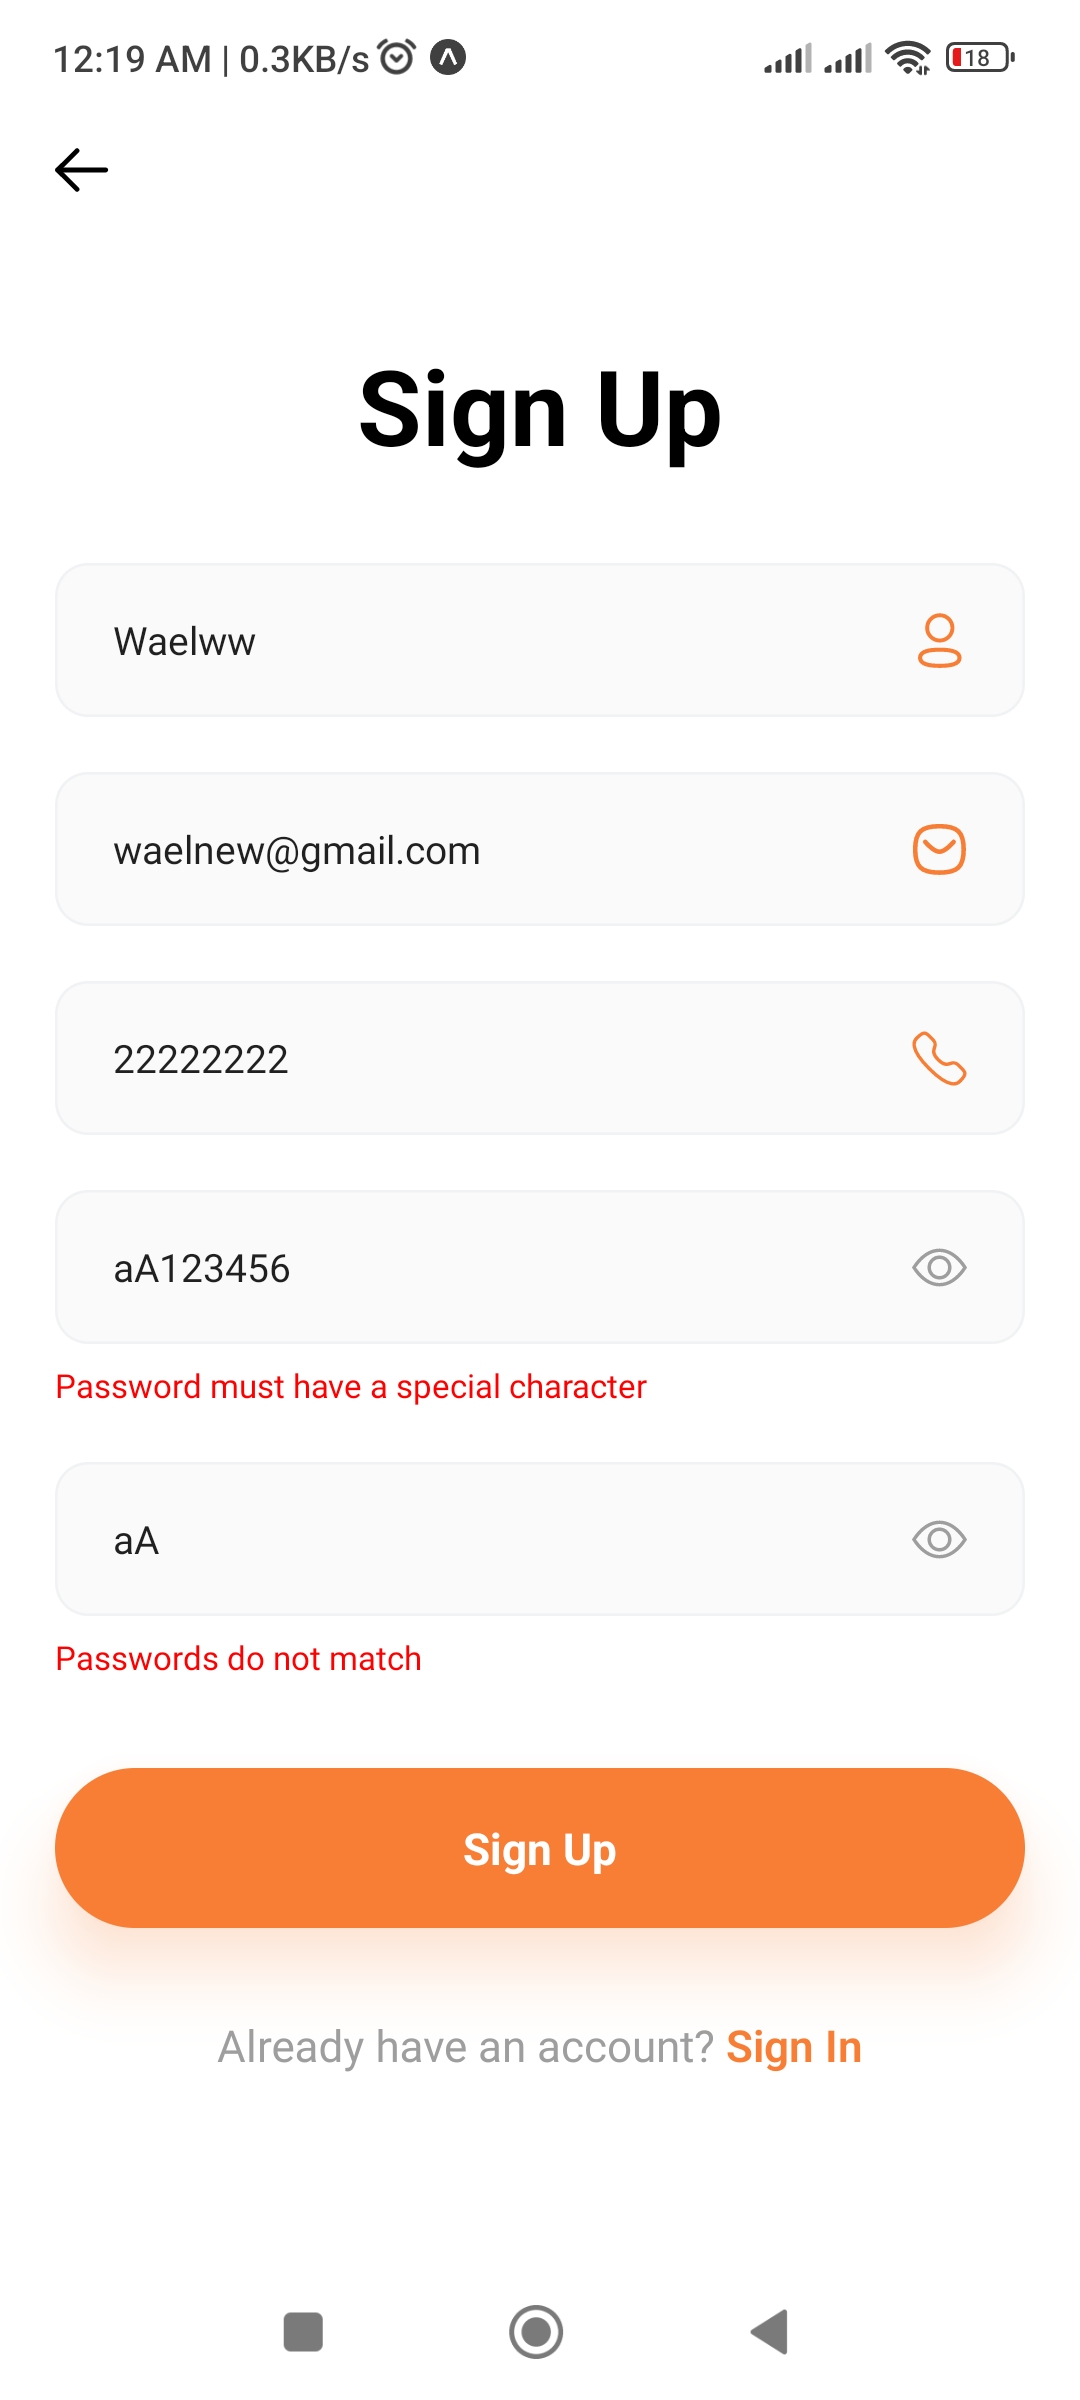 12:19 AM | 0.3KB/s 18
Sign Up
Waelww
waelnew@gmail.com
22222222
aA123456
Password must have a special character
aA
Passwords do not match
Sign Up
Already have an account? Sign In